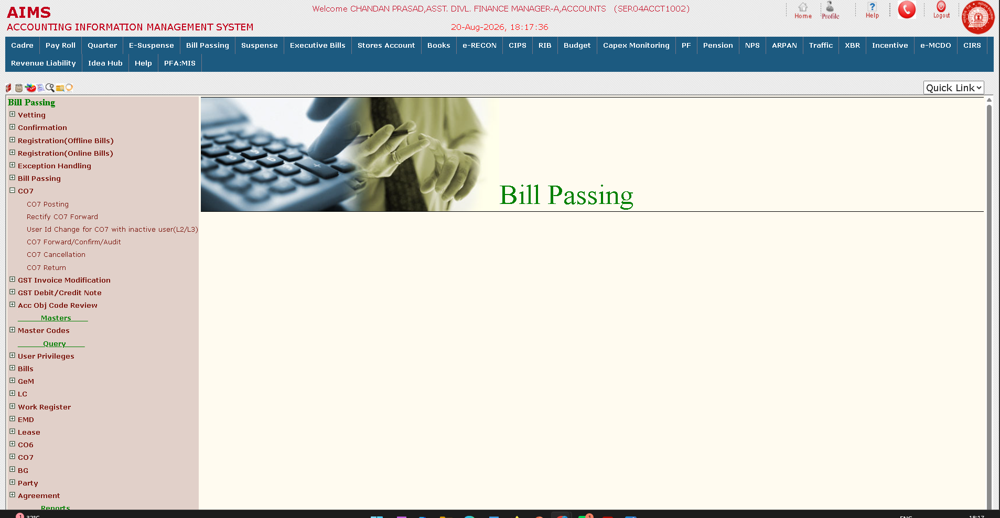 AIMS
ACCOUNTING INFORMATION MANAGEMENT SYSTEM
Welcome CHANDAN PRASAD,ASST. DIVL. FINANCE MANAGER-A,ACCOUNTS (SER04ACCT1002)
20-Aug-2026, 18:17:36
Home
Profile
Help
Logout
Cadre
Pay Roll
Quarter
E-Suspense
Bill Passing
Suspense
Executive Bills
Stores Account
Books
e-RECON
CIPS
RIB
Budget
Capex Monitoring
PF
Pension
NPS
ARPAN
Traffic
XBR
Incentive
e-MCDO
CIRS
Revenue Liability
Idea Hub
Help
PFA:MIS
Quick Link
Bill Passing
Vetting
Confirmation
Registration(Offline Bills)
Registration(Online Bills)
Exception Handling
Bill Passing
CO7
CO7 Posting
Rectify CO7 Forward
User Id Change for CO7 with inactive user(L2/L3)
CO7 Forward/Confirm/Audit
CO7 Cancellation
CO7 Return
GST Invoice Modification
GST Debit/Credit Note
Acc Obj Code Review
Masters
Master Codes
Query
User Privileges
Bills
GeM
LC
Work Register
EMD
Lease
CO6
CO7
BG
Party
Agreement
Reports
Bill Passing
1
32°C
1
ENG
18:17